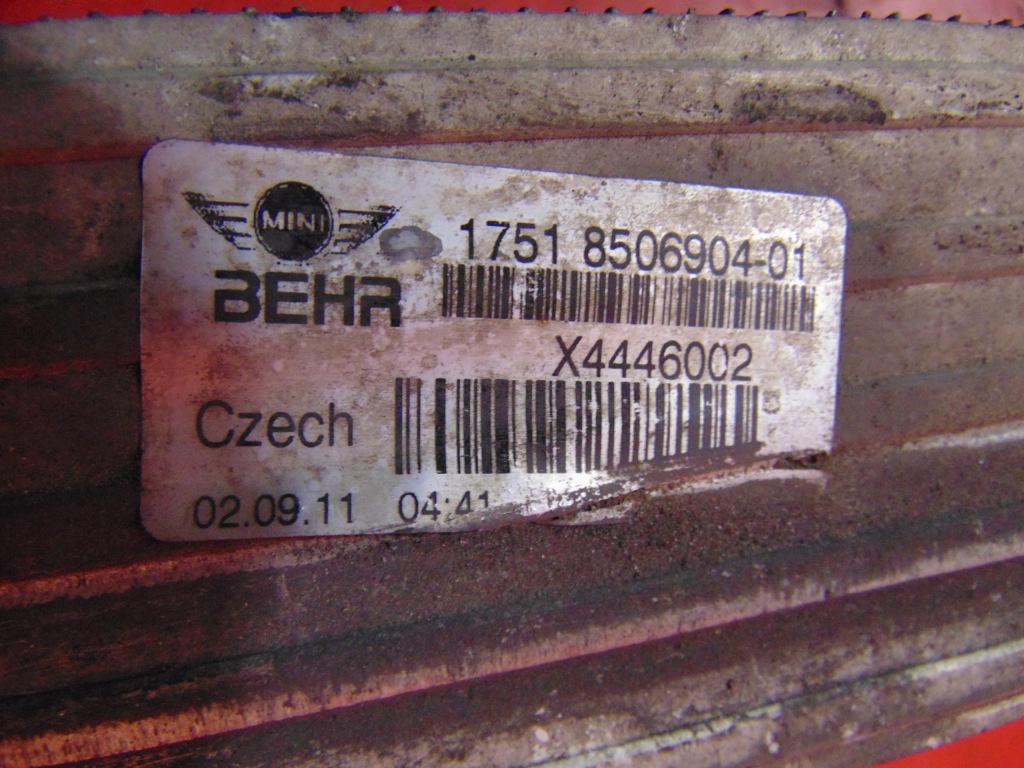 MINI
1751 8506904-01
BEHR
X4446002
Czech
02.09.11 04:41